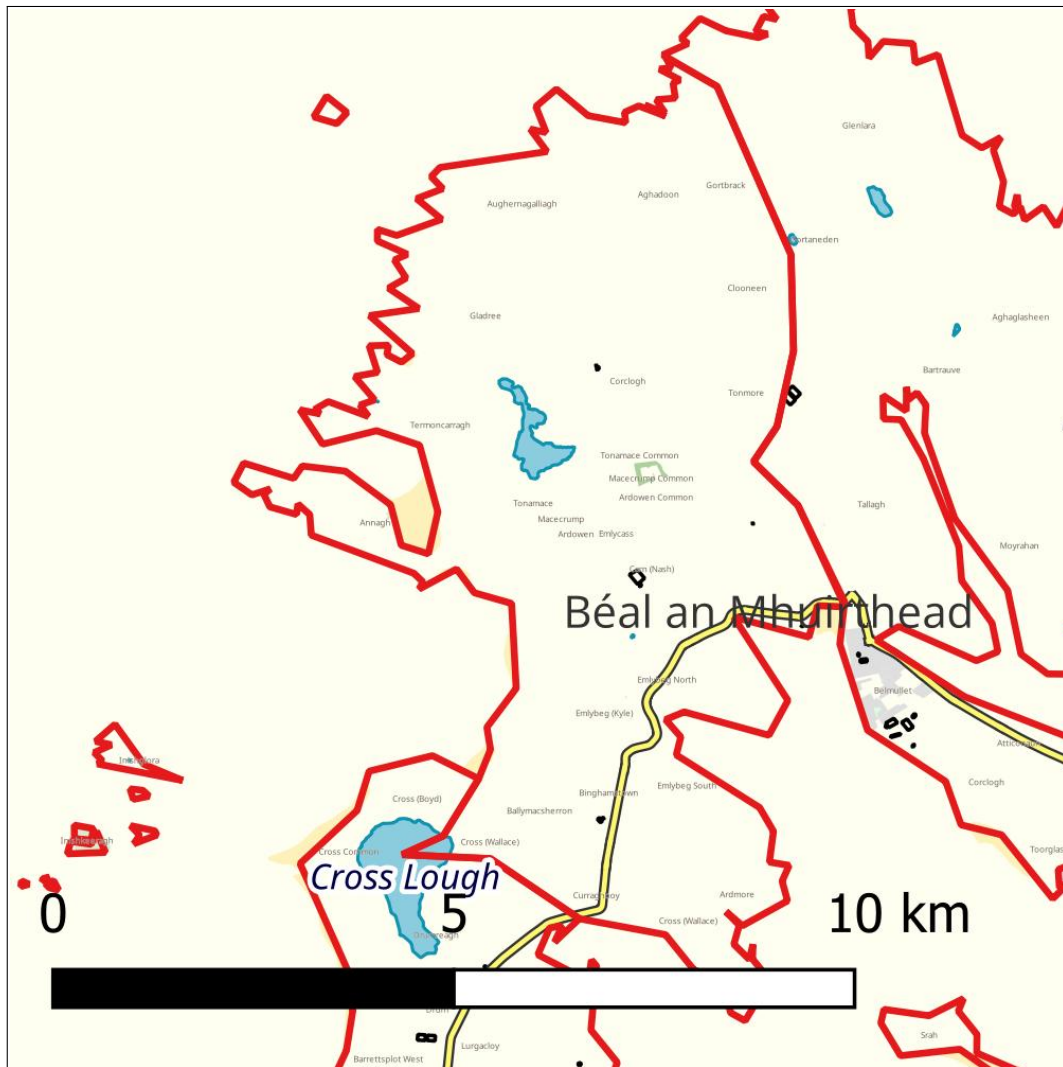 Glenlara
Gortbrack
Aghadoon
Aughernagalliagh
Clooneen
Gladree
Aghaglasheen
Bartrauve
Corclogh
Tonmore
Termoncarragh
Tonamace Common
Macecrump Common
Ardowen Common
Tonamace
Tallagh
Macecrump
Annagh
Ardowen
Emlycass
Moyrahan
(Nash)
Béal an Mhuirthead
Emlybeg North
Belmullet
Emlybeg (Kyle)
Corclogh
Emlybeg South
Cross (Boyd)
Ballymacsherron
Cross (Wallace)
Inishkeeragh
Cross Common
Cross Lough
Ardmore
0
5
10 km
Cross (Wallace)
Srah
Lurgacloy
Barrettsplot West